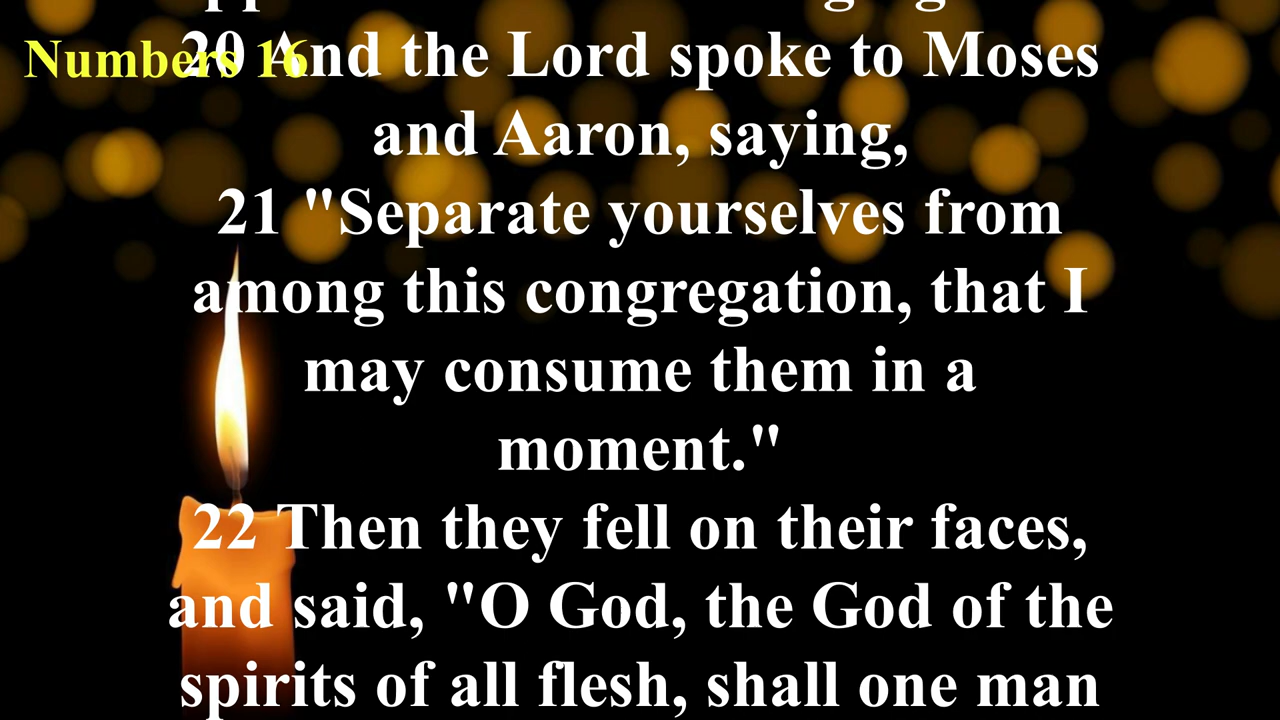 Numbers 16
20 And the Lord spoke to Moses
and Aaron, saying,
21 "Separate yourselves from
among this congregation, that I
may consume them in a
moment."
22 Then they fell on their faces,
and said, "O God, the God of the
spirits of all flesh, shall one man